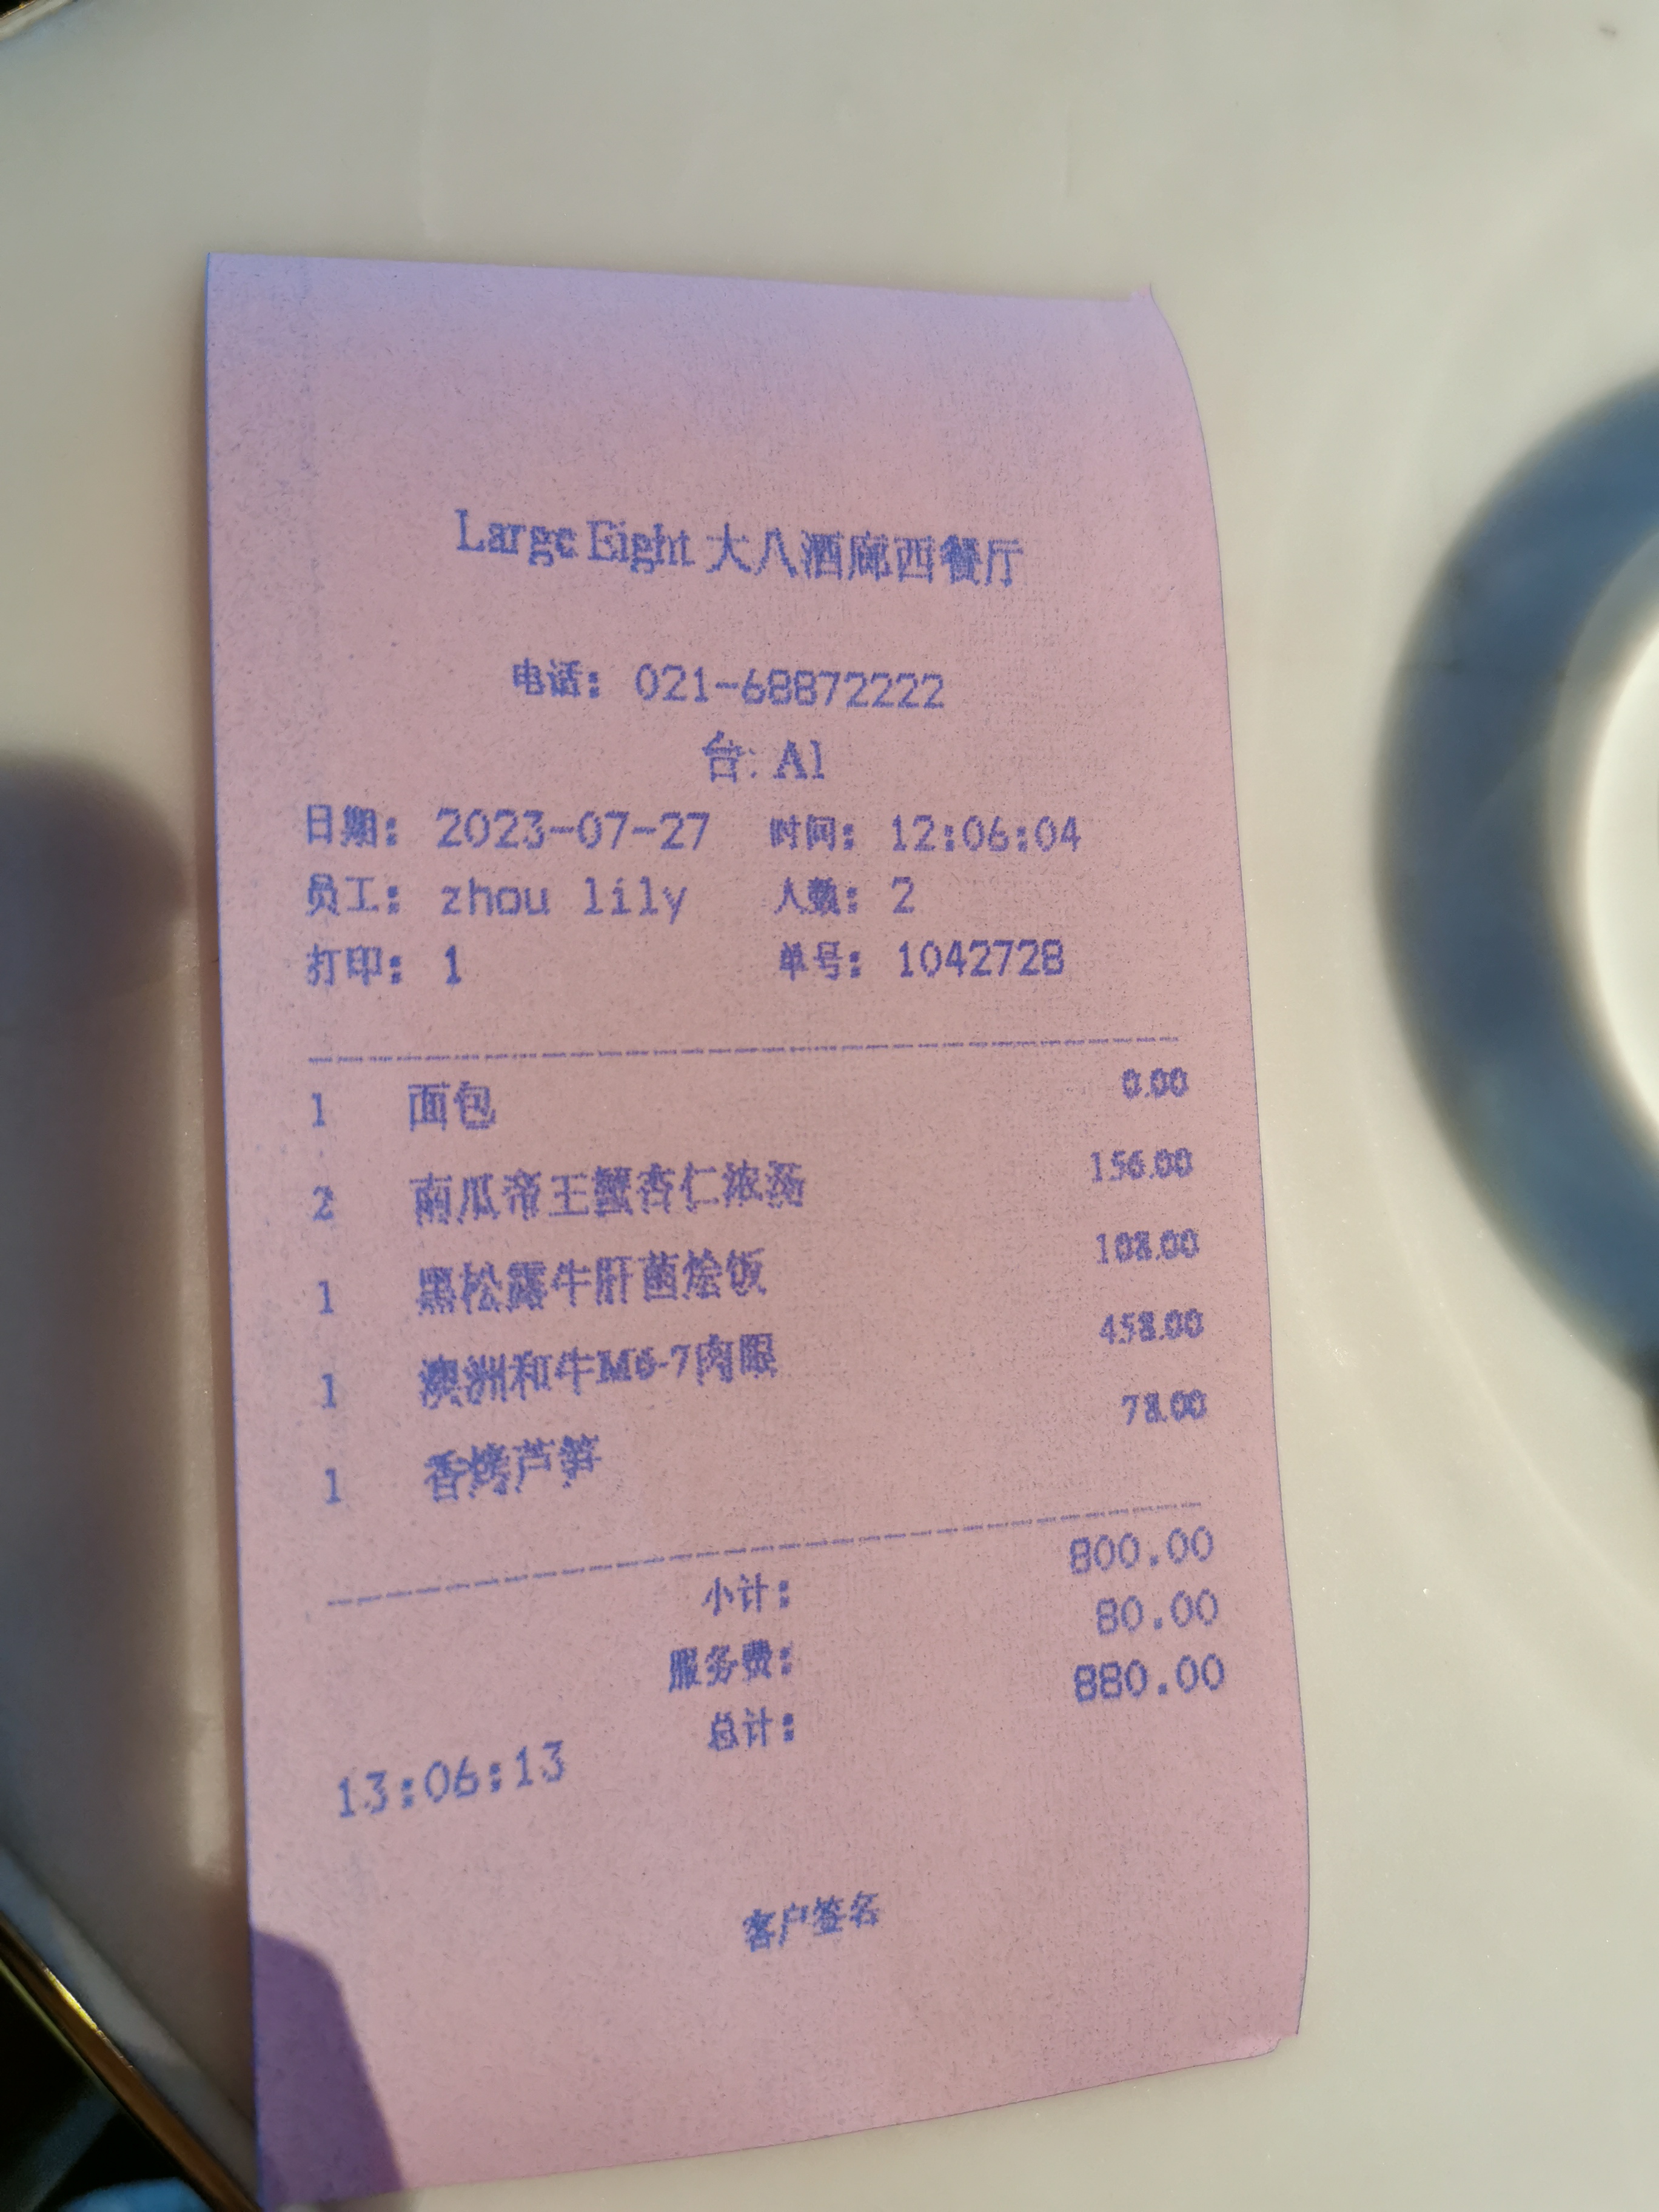 Large Eight 大八酒廊西餐厅
电话: 021-68872222
台: A1
日期: 2023-07-27 时间: 12:06:04
员工: zhou lily 人数: 2
打印: 1 单号: 1042728
1 面包 0.00
2 南瓜帝王蟹杏仁浓汤 156.00
1 黑松露牛肝菌烩饭 108.00
1 澳洲和牛M6-7肉眼 458.00
1 香烤芦笋 78.00
小计: 800.00
服务费: 80.00
总计: 880.00
13:06:13
客户签名